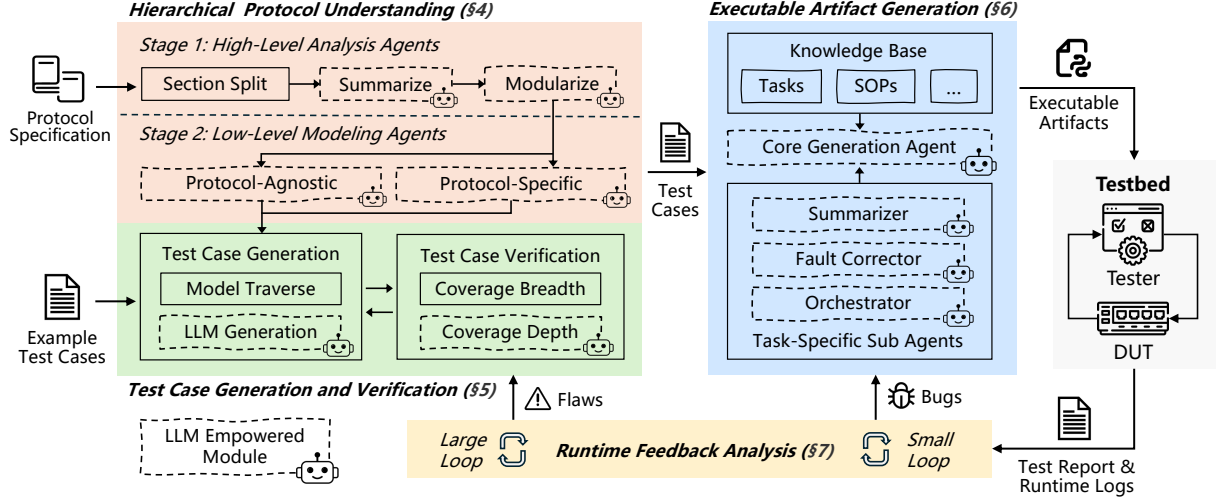 Hierarchical Protocol Understanding (§4)
Stage 1: High-Level Analysis Agents
Section Split
Summarize
Modularize
Protocol
Specification
Stage 2: Low-Level Modeling Agents
Protocol-Agnostic
Protocol-Specific
Test Case Generation
Model Traverse
LLM Generation
Test Case Verification
Coverage Breadth
Coverage Depth
Example
Test Cases
Test Case Generation and Verification (§5)
LLM Empowered
Module
Test
Cases
Executable Artifact Generation (§6)
Knowledge Base
Tasks
SOPs
...
Core Generation Agent
Summarizer
Fault Corrector
Orchestrator
Task-Specific Sub Agents
Executable
Artifacts
Testbed
Tester
DUT
Flaws
Bugs
Large
Loop
Runtime Feedback Analysis (§7)
Small
Loop
Test Report &
Runtime Logs